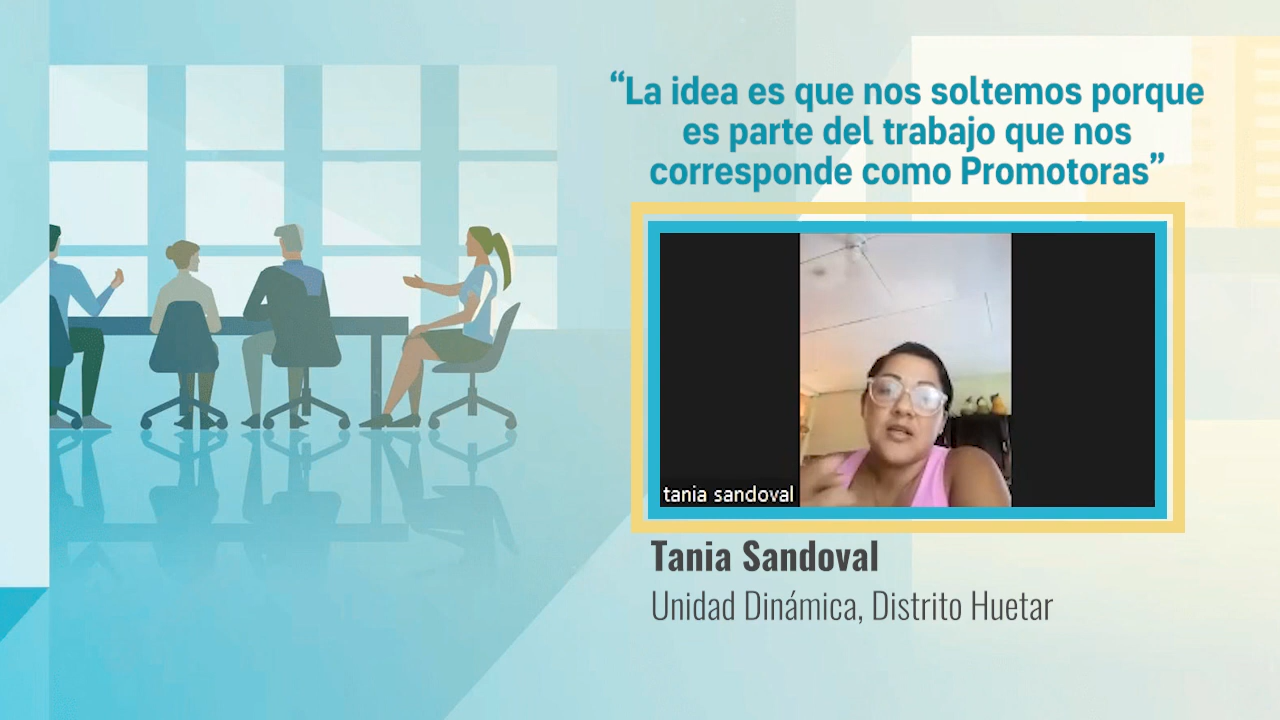 “La idea es que nos soltemos porque
es parte del trabajo que nos
corresponde como Promotoras”
tania sandoval
Tania Sandoval
Unidad Dinámica, Distrito Huetar